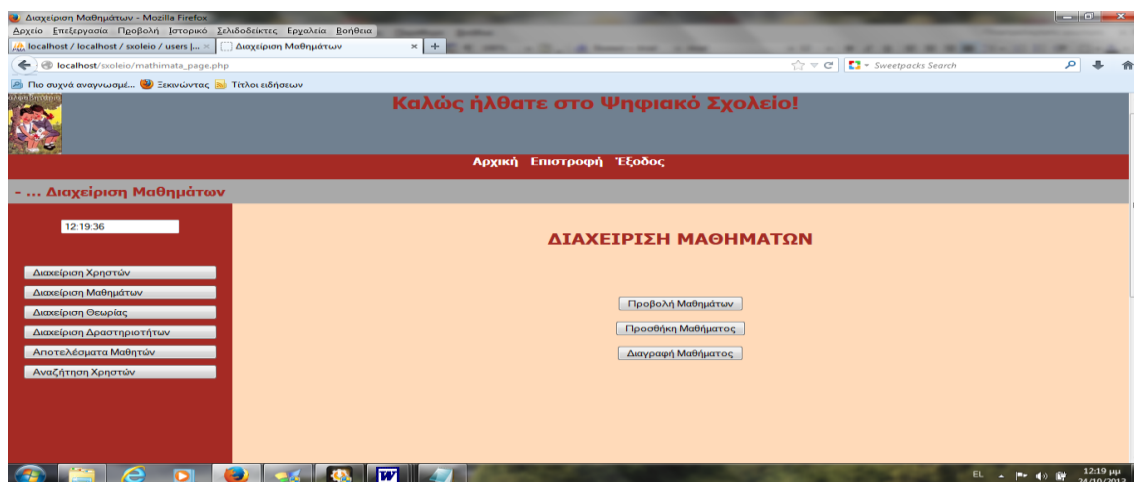 Διαχείριση Μαθημάτων - Mozilla Firefox
Αρχείο Επεξεργασία Προβολή Ιστορικό Σελιδοδείκτες Εργαλεία Βοήθεια
localhost / localhost / sxoleio / users |... × Διαχείριση Μαθημάτων × +
localhost/sxoleio/mathimata_page.php Sweetpacks Search
Πιο συχνά αναγνωσμέ... Ξεκινώντας Τίτλοι ειδήσεων
Καλώς ήλθατε στο Ψηφιακό Σχολείο!
Αρχική Επιστροφή Έξοδος
- ... Διαχείριση Μαθημάτων
12:19:36
Διαχείριση Χρηστών
Διαχείριση Μαθημάτων
Διαχείριση Θεωρίας
Διαχείριση Δραστηριοτήτων
Αποτελέσματα Μαθητών
Αναζήτηση Χρηστών
ΔΙΑΧΕΙΡΙΣΗ ΜΑΘΗΜΑΤΩΝ
Προβολή Μαθημάτων
Προσθήκη Μαθήματος
Διαγραφή Μαθήματος
EL 12:19 μμ
24/10/2013